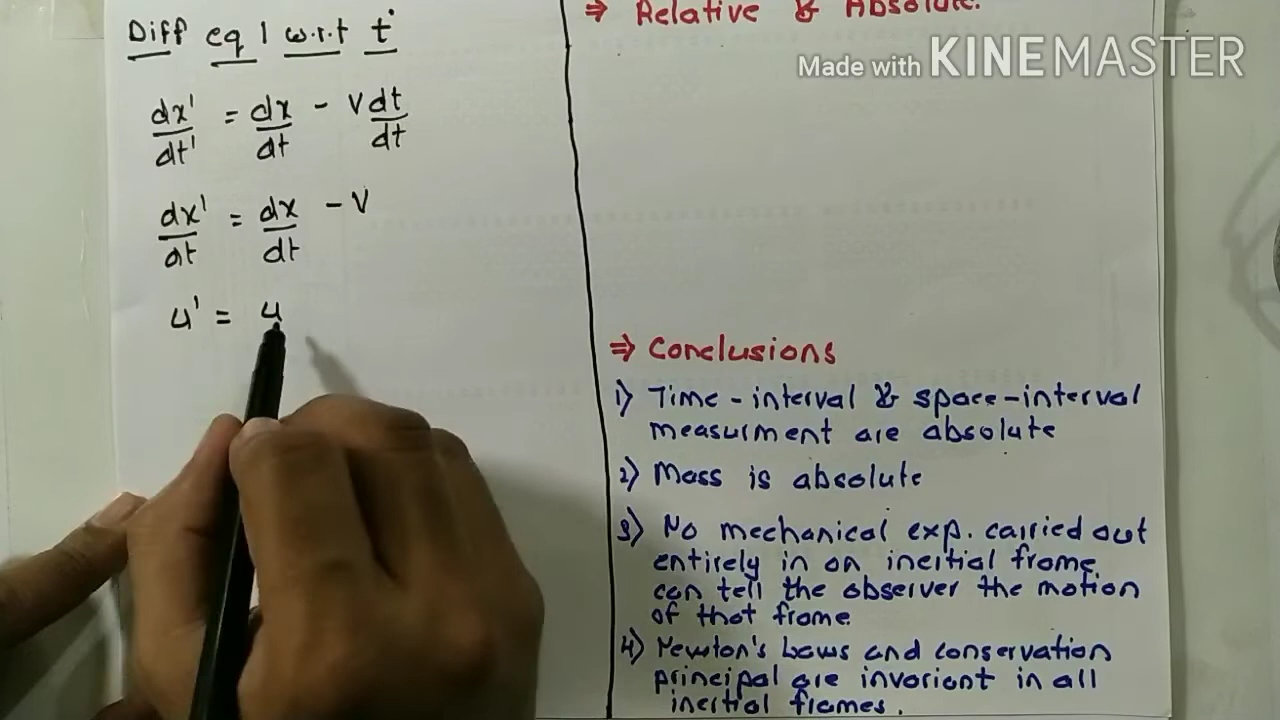 Diff eq 1 w.r.t t'
dx'/dt' = dx/dt - v dt/dt
dx'/dt = dx/dt - v
u' = u
⇒ Relative & Absolute.
Made with KINEMASTER
⇒ Conclusions
1) Time-interval & space-interval
measurment are absolute
2) Mass is absolute
3) No mechanical exp. carried out
entirely in an inertial frame
can tell the observer the motion
of that frame
4) Newton's Laws and conservation
principal are invarient in all
inertial frames.